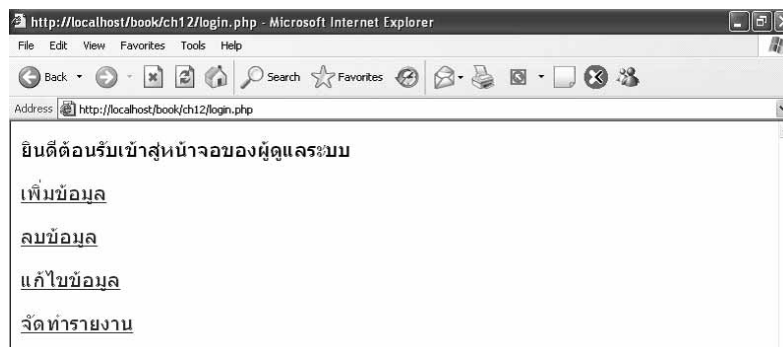 http://localhost/book/ch12/login.php - Microsoft Internet Explorer
File Edit View Favorites Tools Help
Back Search Favorites
Address http://localhost/book/ch12/login.php
ยินดีต้อนรับเข้าสู่หน้าจอของผู้ดูแลระบบ
เพิ่มข้อมูล
ลบข้อมูล
แก้ไขข้อมูล
จัดทำรายงาน